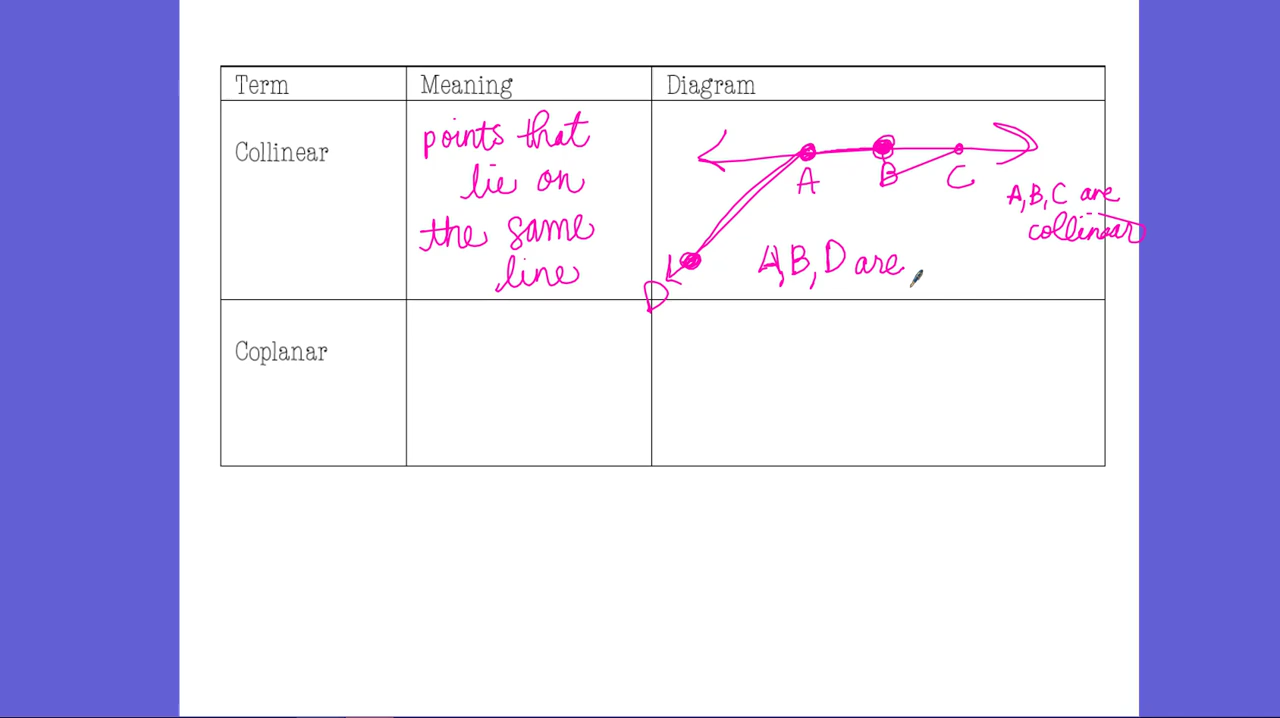 Term Meaning Diagram
Collinear
points that
lie on
the same
line
A B C
A, B, C are
collinear
D
A, B, D are
Coplanar